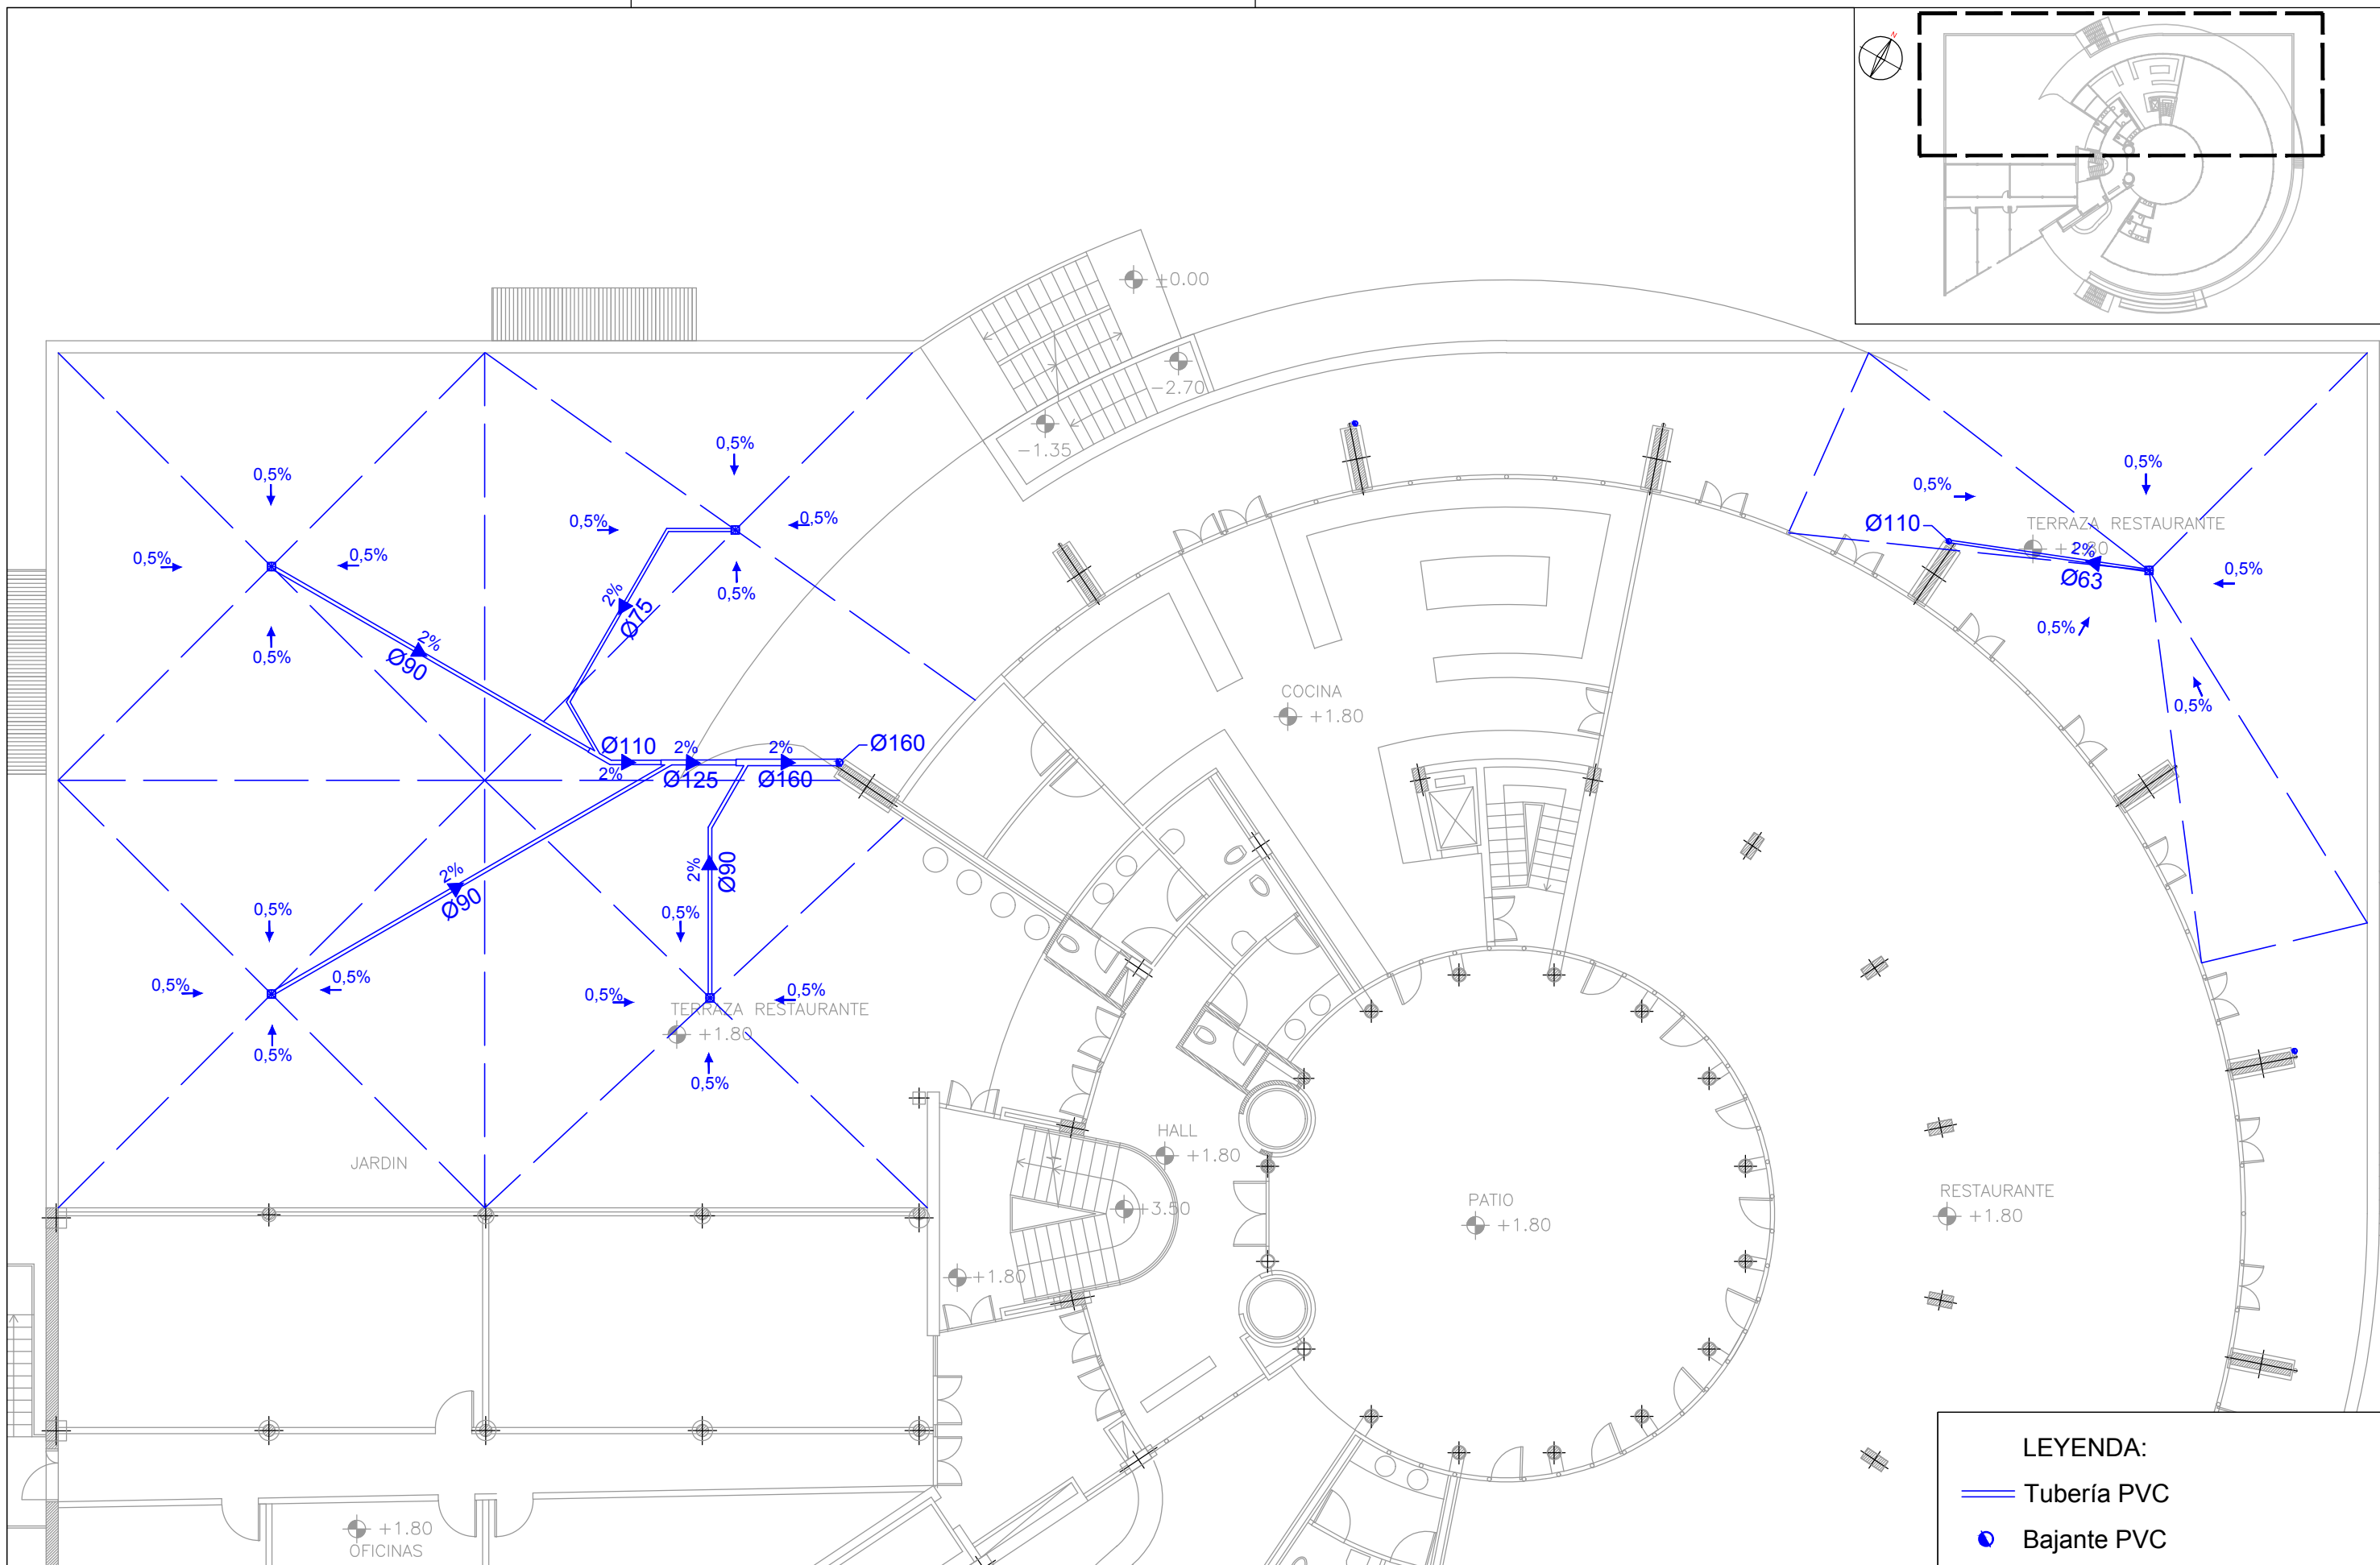 N
±0.00
-2.70
-1.35
0,5%
0,5%
0,5%
0,5%
0,5%
0,5%
0,5%
0,5%
2%
Ø90
2%
Ø75
0,5%
0,5%
Ø110
TERRAZA RESTAURANTE
+1.80
2%
Ø63
0,5%
0,5%
0,5%
COCINA
+1.80
Ø110
2%
2%
Ø125
2%
Ø160
Ø160
2%
Ø90
2%
Ø90
0,5%
0,5%
0,5%
0,5%
0,5%
0,5%
0,5%
0,5%
TERRAZA RESTAURANTE
+1.80
JARDIN
HALL
+1.80
+3.50
+1.80
PATIO
+1.80
RESTAURANTE
+1.80
+1.80
OFICINAS
LEYENDA:
Tubería PVC
Bajante PVC